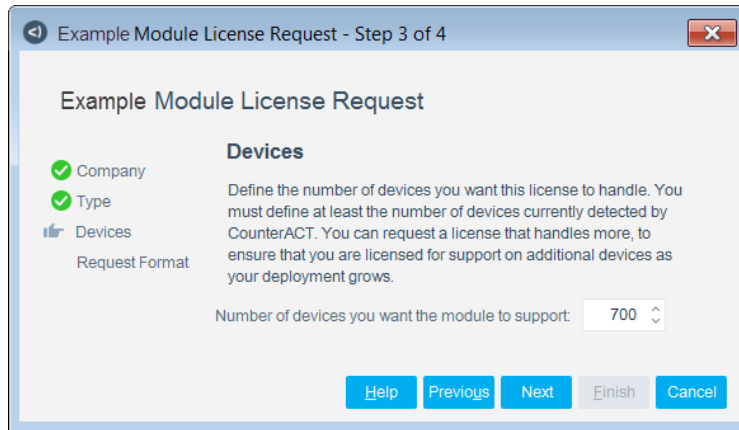 Example Module License Request - Step 3 of 4
Example Module License Request
Company
Type
Devices
Request Format
Devices
Define the number of devices you want this license to handle. You
must define at least the number of devices currently detected by
CounterACT. You can request a license that handles more, to
ensure that you are licensed for support on additional devices as
your deployment grows.
Number of devices you want the module to support: 700
Help Previous Next Finish Cancel